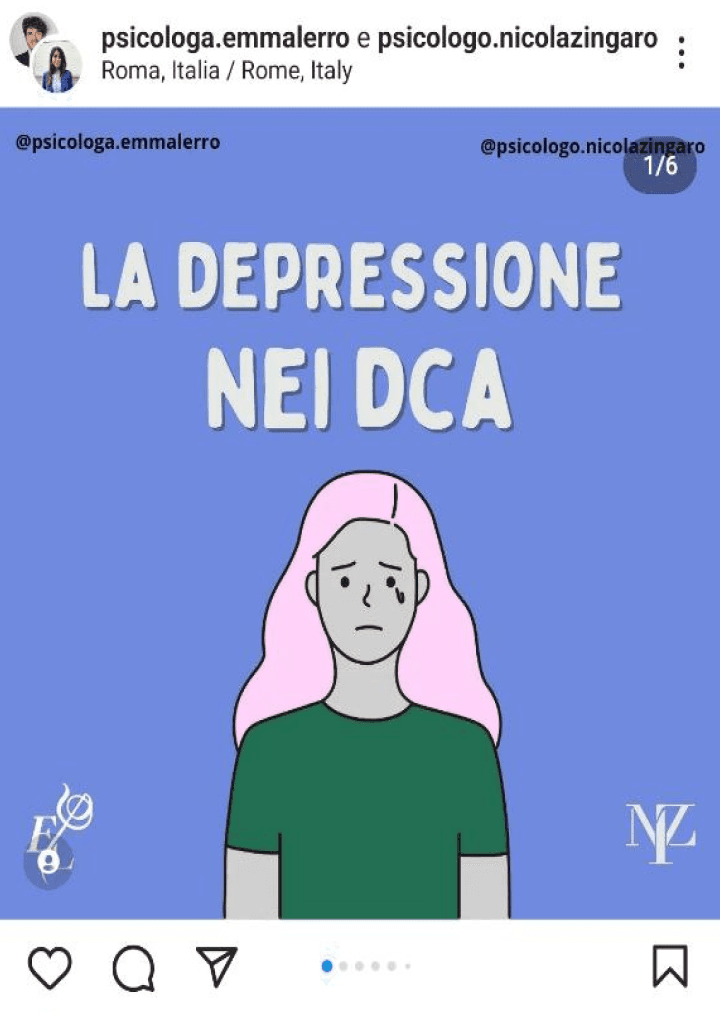 psicologa.emmalerro e psicologo.nicolazingaro
Roma, Italia / Rome, Italy
@psicologa.emmalerro
@psicologo.nicolazingaro
1/6
LA DEPRESSIONE
NEI DCA
EL
NZ